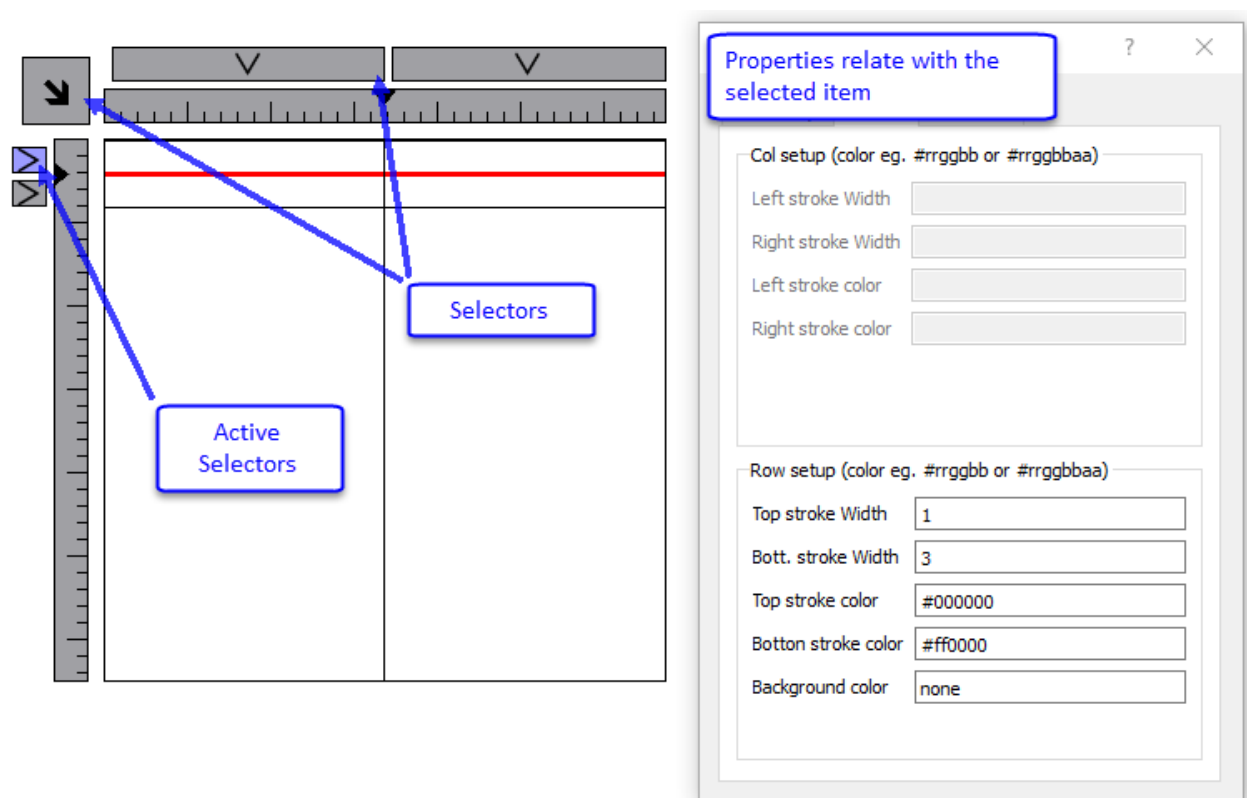 Properties relate with the
selected item
?
Col setup (color eg. #rrggbb or #rrggbbaa)
Left stroke Width
Right stroke Width
Left stroke color
Right stroke color
Selectors
Active
Selectors
Row setup (color eg. #rrggbb or #rrggbbaa)
Top stroke Width 1
Bott. stroke Width 3
Top stroke color #000000
Botton stroke color #ff0000
Background color none